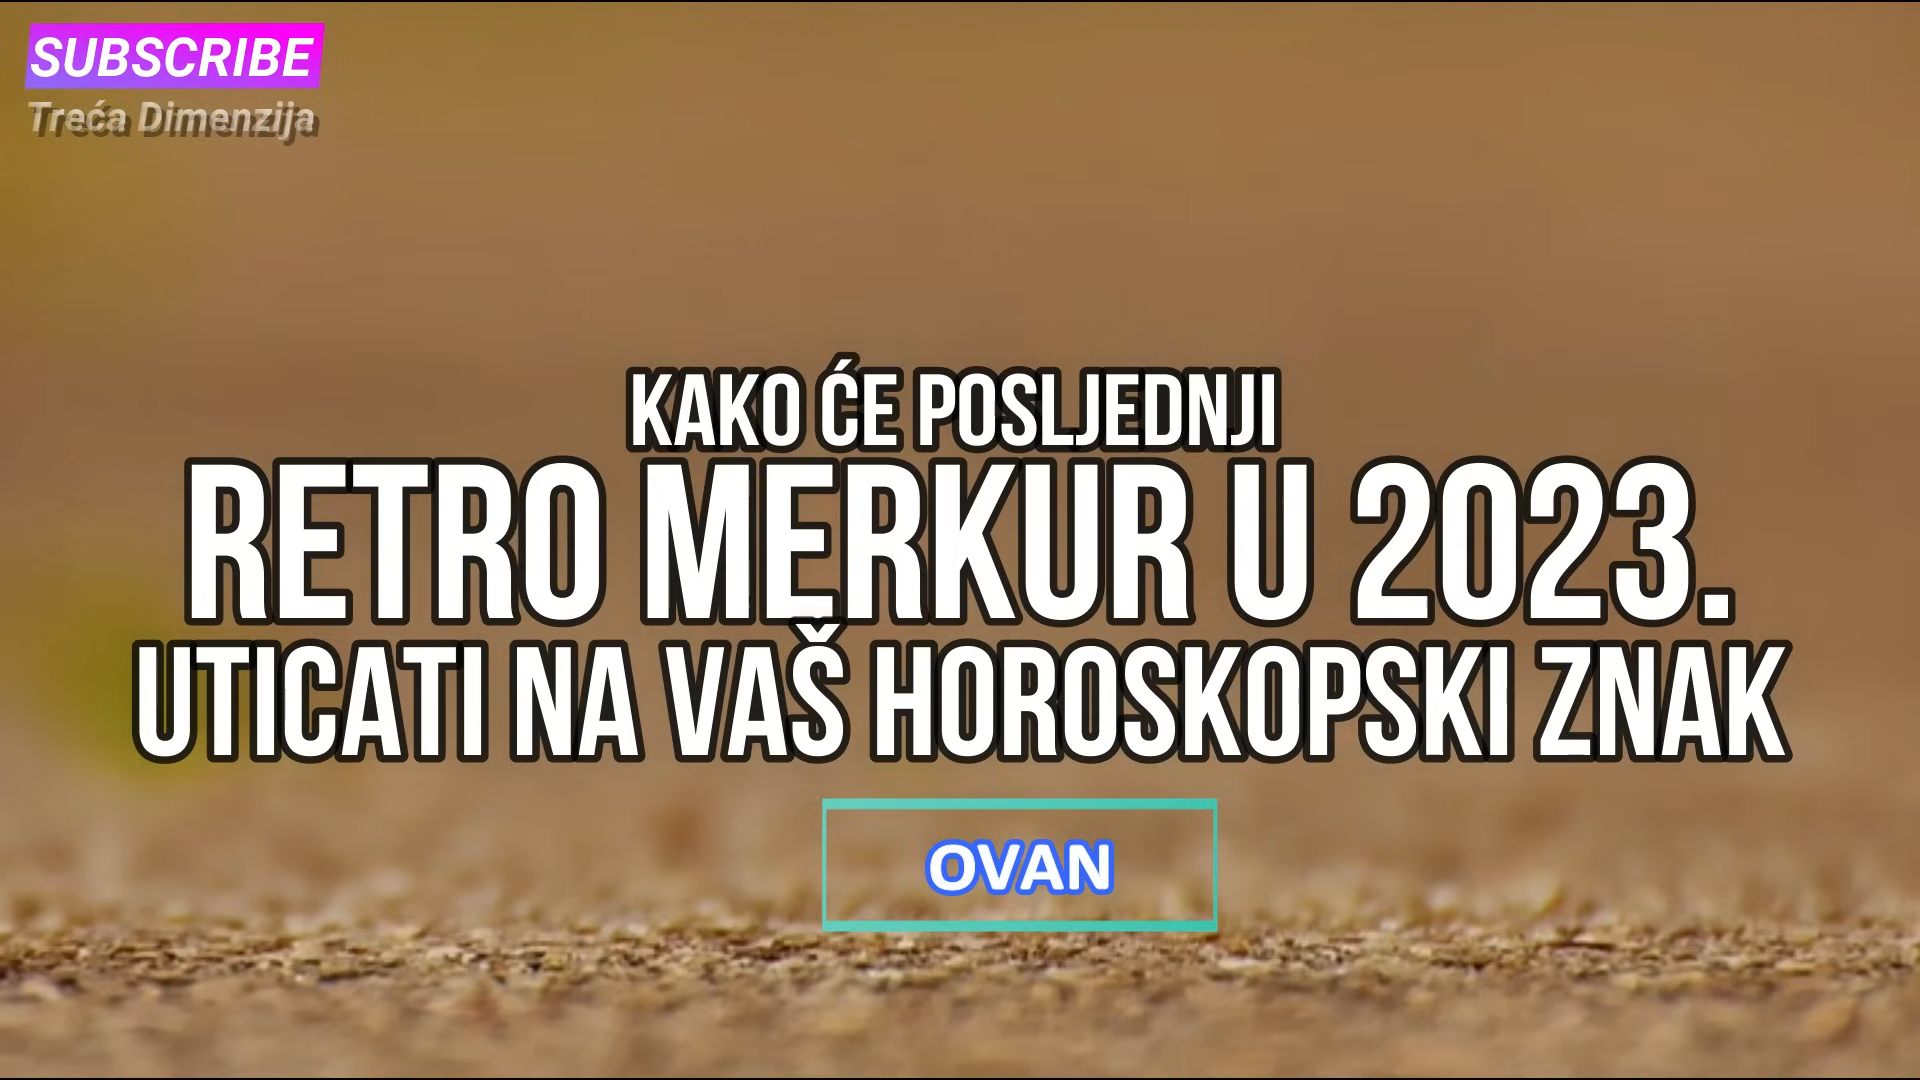 SUBSCRIBE
Treća Dimenzija
KAKO ĆE POSLJEDNJI
RETRO MERKUR U 2023.
UTICATI NA VAŠ HOROSKOPSKI ZNAK
OVAN